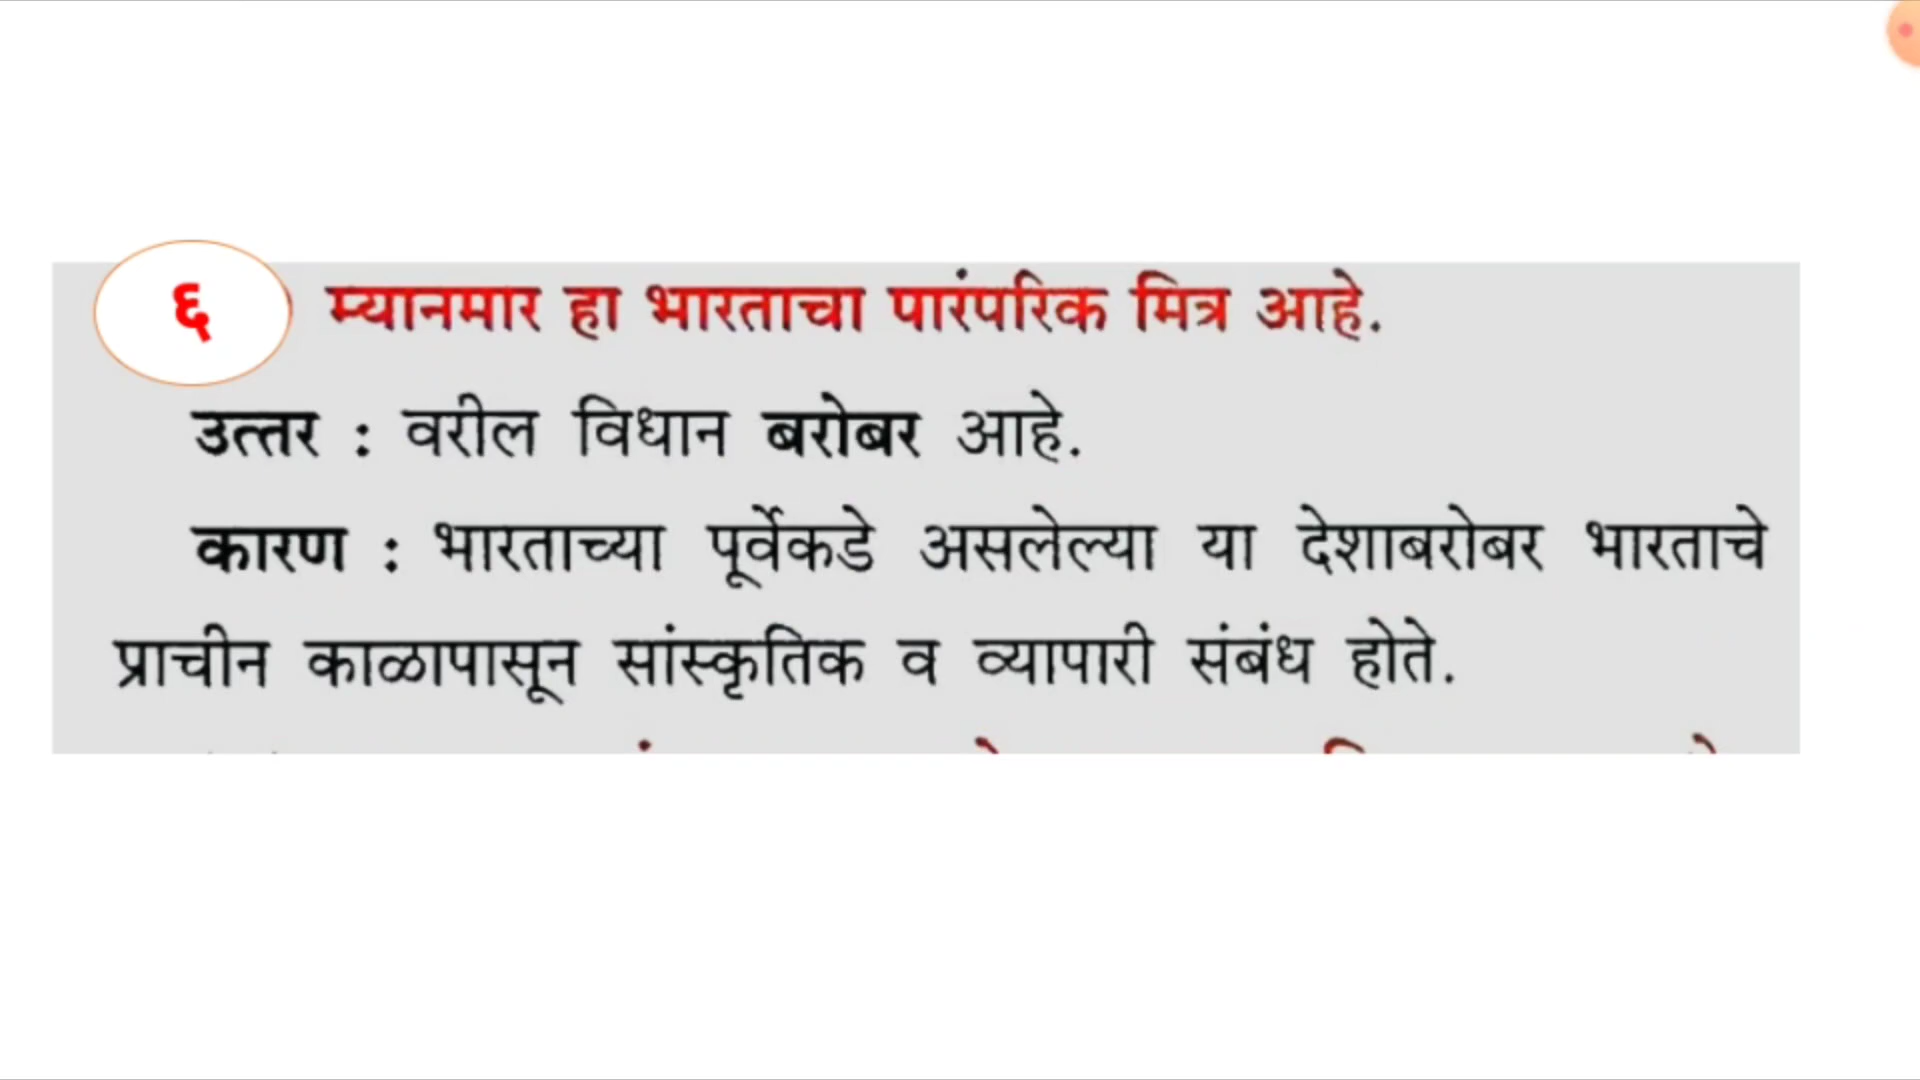 ६) म्यानमार हा भारताचा पारंपरिक मित्र आहे.
उत्तर : वरील विधान बरोबर आहे.
कारण : भारताच्या पूर्वेकडे असलेल्या या देशाबरोबर भारताचे
प्राचीन काळापासून सांस्कृतिक व व्यापारी संबंध होते.